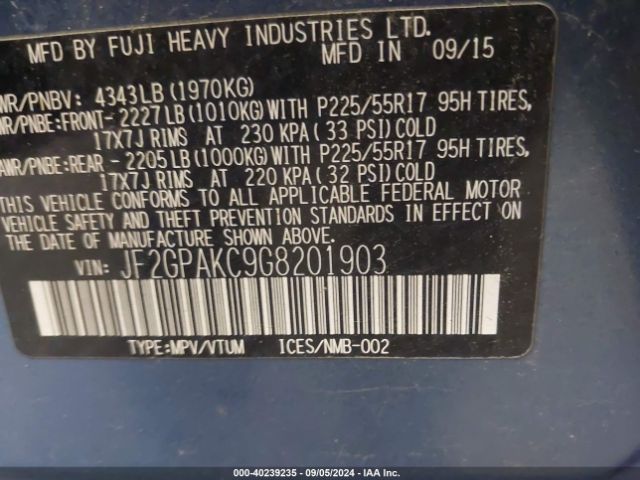 MFD BY FUJI HEAVY INDUSTRIES LTD.
MFD IN 09/15
WR/PNBV: 4343LB(1970KG)
WR/PNBE:FRONT-2227LB(1010KG)WITH P225/55R17 95H TIRES,
17X7J RIMS AT 230 KPA(33 PSI)COLD
AWR/PNBE:REAR -2205LB(1000KG)WITH P225/55R17 95H TIRES,
17X7J RIMS AT 220 KPA(32 PSI)COLD
THIS VEHICLE CONFORMS TO ALL APPLICABLE FEDERAL MOTOR
VEHICLE SAFETY AND THEFT PREVENTION STANDARDS IN EFFECT ON
THE DATE OF MANUFACTURE SHOWN ABOVE.
VIN: JF2GPAKC9G8201903
TYPE:MPV/VTUM ICES/NMB-002
000-40239235 - 09/05/2024 - IAA Inc.